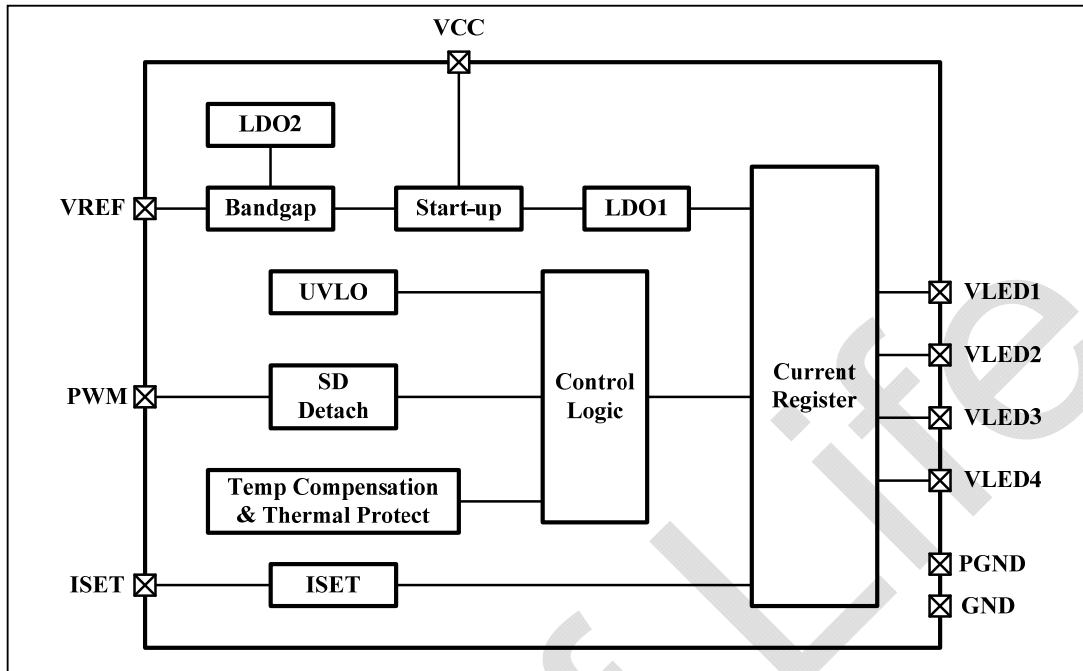 VCC
LDO2
VREF
Bandgap
Start-up
LDO1
UVLO
VLED1
VLED2
PWM
SD
Detach
Control
Logic
Current
Register
VLED3
VLED4
Temp Compensation
& Thermal Protect
PGND
ISET
ISET
GND
f Life